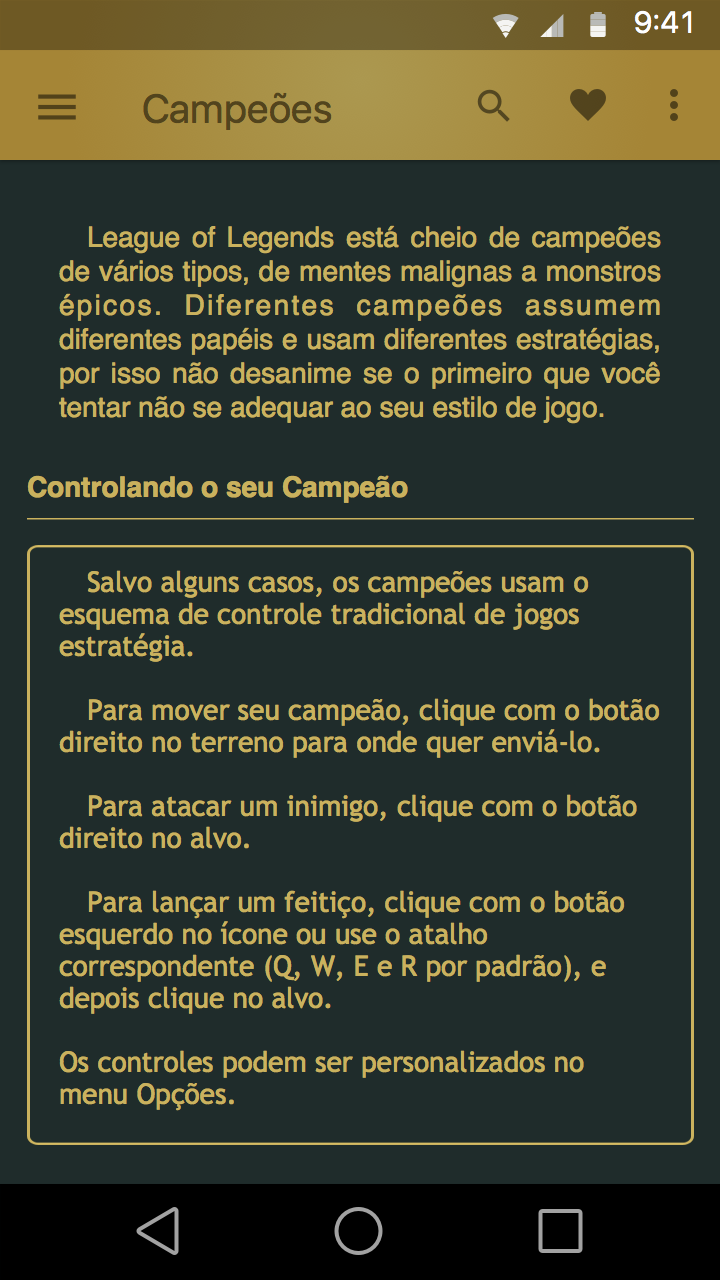 9:41
Campeões
League of Legends está cheio de campeões
de vários tipos, de mentes malignas a monstros
épicos. Diferentes campeões assumem
diferentes papéis e usam diferentes estratégias,
por isso não desanime se o primeiro que você
tentar não se adequar ao seu estilo de jogo.
Controlando o seu Campeão
Salvo alguns casos, os campeões usam o
esquema de controle tradicional de jogos
estratégia.
Para mover seu campeão, clique com o botão
direito no terreno para onde quer enviá-lo.
Para atacar um inimigo, clique com o botão
direito no alvo.
Para lançar um feitiço, clique com o botão
esquerdo no ícone ou use o atalho
correspondente (Q, W, E e R por padrão), e
depois clique no alvo.
Os controles podem ser personalizados no
menu Opções.